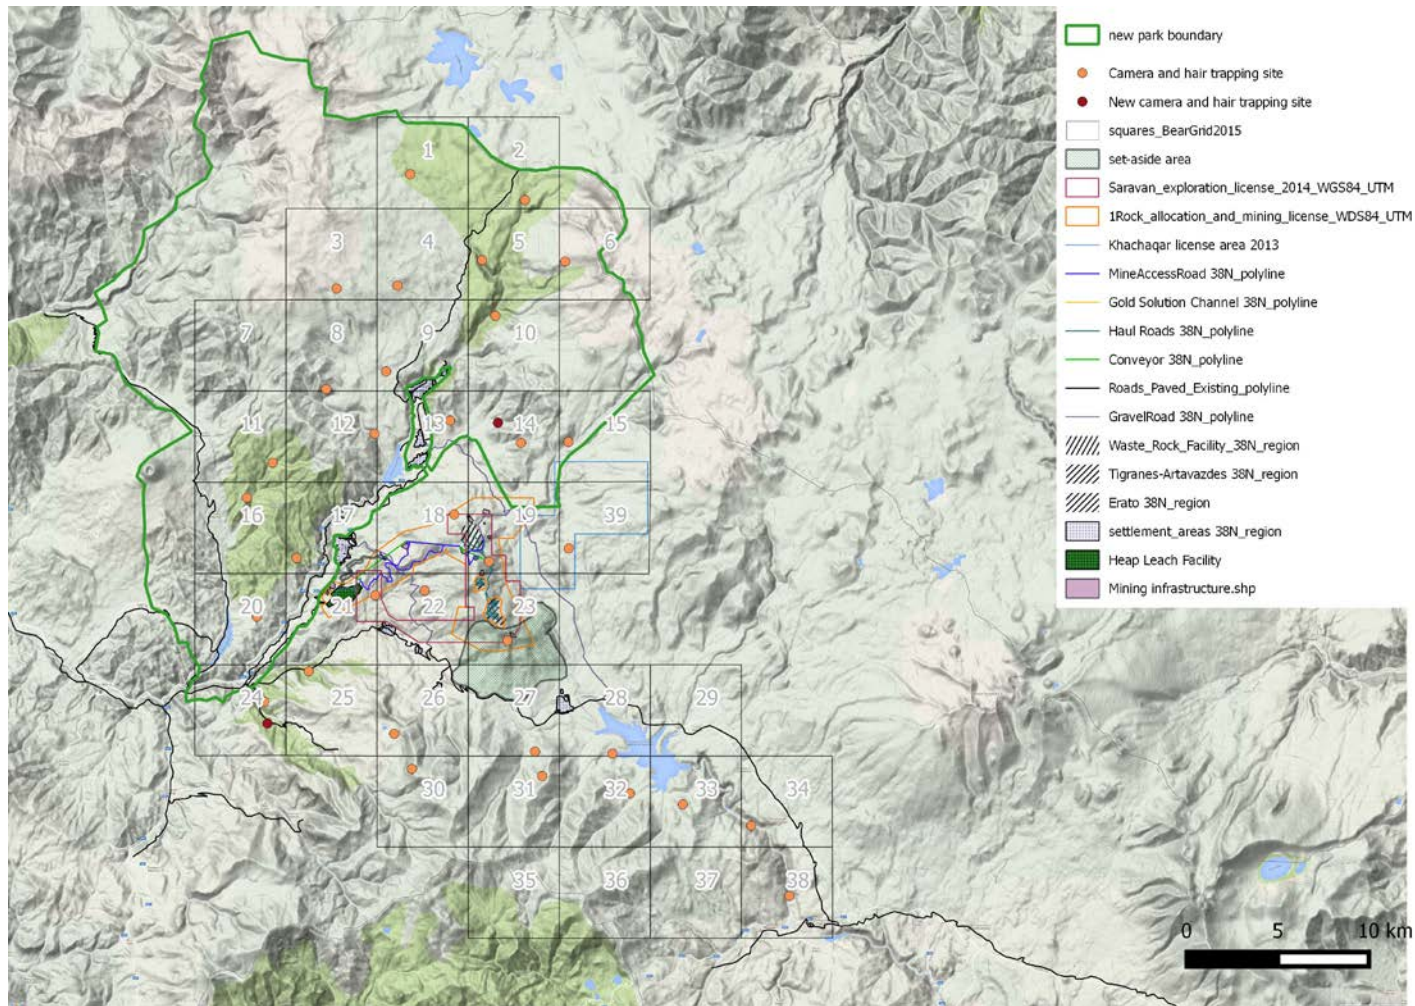 new park boundary
Camera and hair trapping site
New camera and hair trapping site
squares_BearGrid2015
set-aside area
Saravan_exploration_license_2014_WGS84_UTM
1Rock_allocation_and_mining_license_WDS84_UTM
Khachaqar license area 2013
MineAccessRoad 38N_polyline
Gold Solution Channel 38N_polyline
Haul Roads 38N_polyline
Conveyor 38N_polyline
Roads_Paved_Existing_polyline
GravelRoad 38N_polyline
Waste_Rock_Facility_38N_region
Tigranes-Artavazdes 38N_region
Erato 38N_region
settlement_areas 38N_region
Heap Leach Facility
Mining infrastructure.shp
1 2
3 4 5 6
7 8 9 10
11 12 13 14 15
16 17 18 19 39
20 21 22 23
24 25 26 27 28 29
30 31 32 33 34
35 36 37 38
0 5 10 km